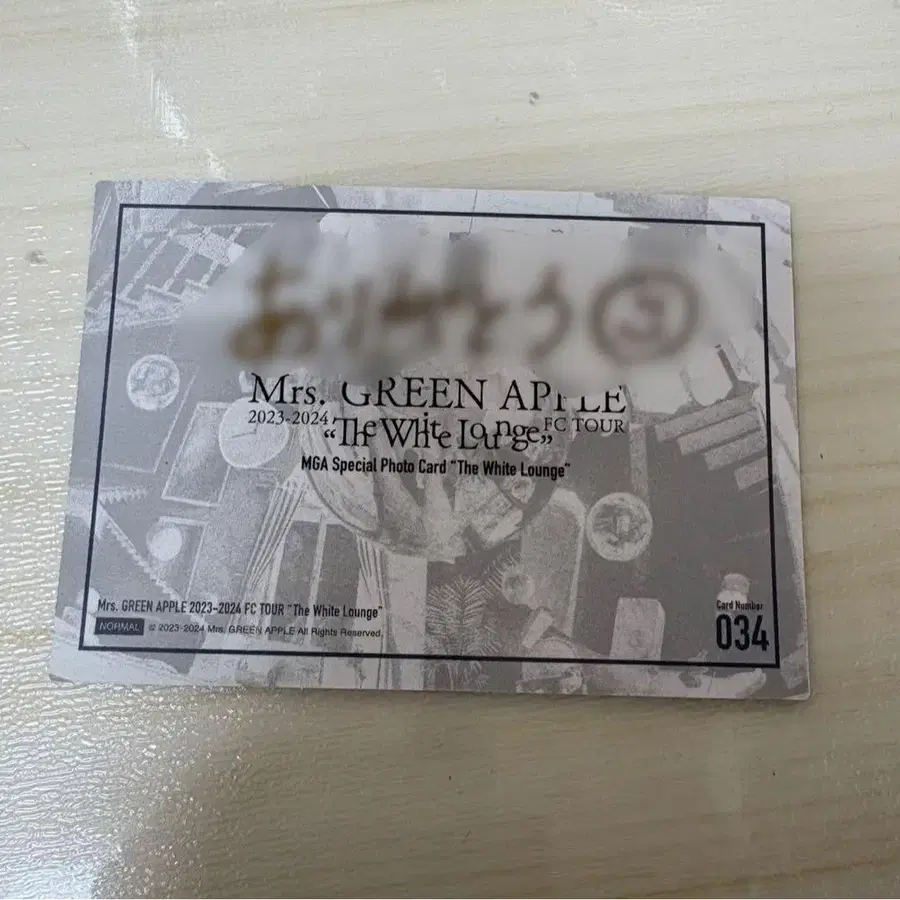 Mrs. GREEN APPLE
2023-2024 FC TOUR
“The White Lounge”
MGA Special Photo Card "The White Lounge"
Mrs. GREEN APPLE 2023-2024 FC TOUR "The White Lounge"
NORMAL © 2023-2024 Mrs. GREEN APPLE All Rights Reserved.
Card Number
034